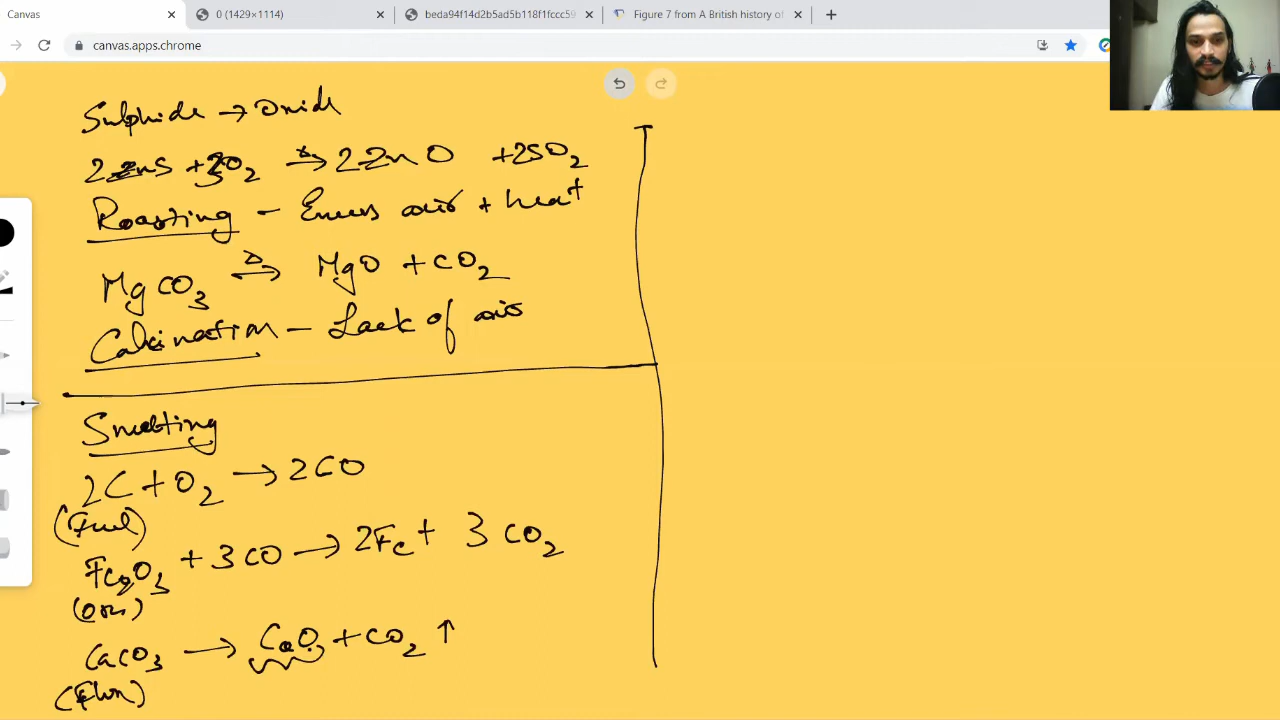 Canvas
0 (1429×1114)
beda94f14d2b5ad5b118f1fccc59
Figure 7 from A British history of
canvas.apps.chrome
Sulphide → Oxide
2ZnS + 3O₂ →Δ 2ZnO + 2SO₂
Roasting – Excess air + heat
MgCO₃ ⇌Δ MgO + CO₂
Calcination – Lack of air
Smelting
2C + O₂ → 2CO
(Fuel)
Fe₂O₃ + 3CO → 2Fe + 3CO₂
(Ore)
CaCO₃ → CaO + CO₂ ↑
(Flux)